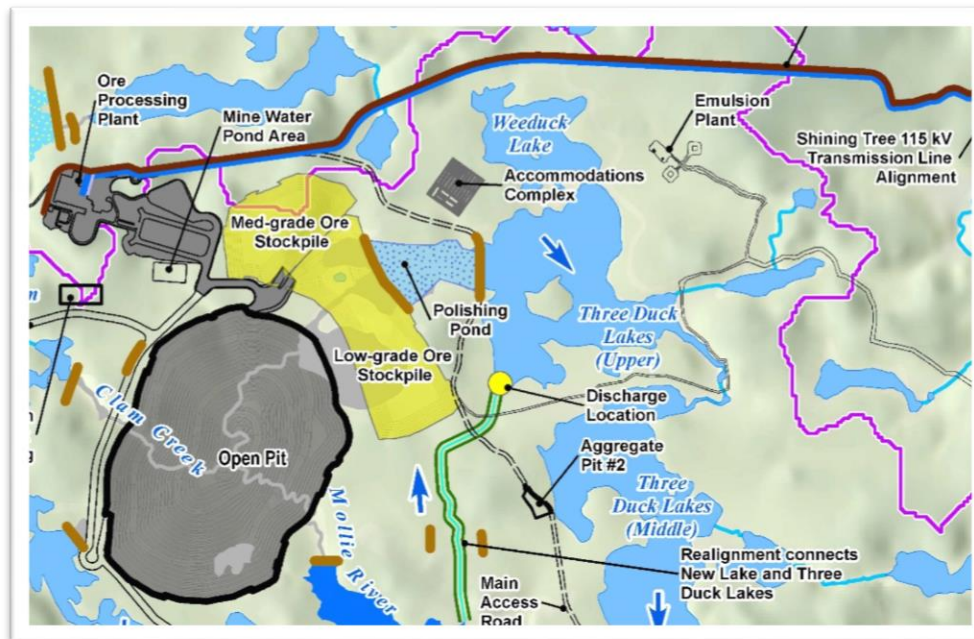 Ore
Processing
Plant
Mine Water
Pond Area
Weeduck
Lake
Emulsion
Plant
Shining Tree 115 kV
Transmission Line
Alignment
Accommodations
Complex
Med-grade Ore
Stockpile
Polishing
Pond
Three Duck
Lakes
(Upper)
Low-grade Ore
Stockpile
Discharge
Location
Clam Creek
Open Pit
Aggregate
Pit #2
Three
Duck Lakes
(Middle)
Mollie River
Realignment connects
New Lake and Three
Duck Lakes
Main
Access
Road